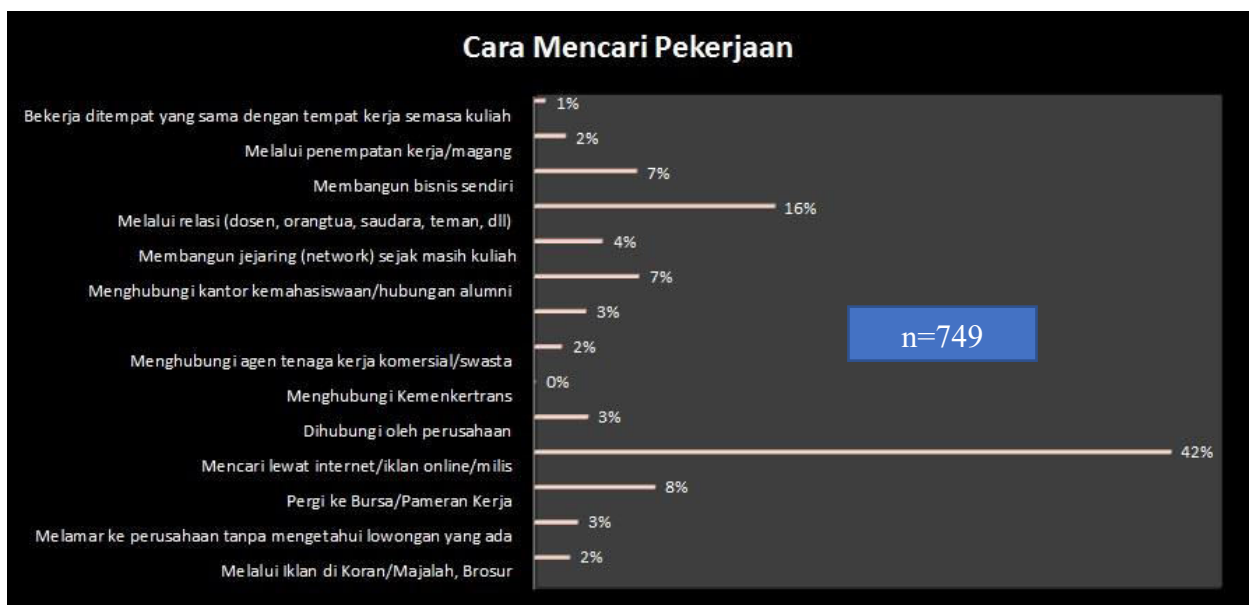 Cara Mencari Pekerjaan
Bekerja ditempat yang sama dengan tempat kerja semasa kuliah
1%
Melalui penempatan kerja/magang
2%
Membangun bisnis sendiri
7%
Melalui relasi (dosen, orangtua, saudara, teman, dll)
16%
Membangun jejaring (network) sejak masih kuliah
4%
Menghubungi kantor kemahasiswaan/hubungan alumni
7%
3%
Menghubungi agen tenaga kerja komersial/swasta
2%
Menghubungi Kemenkertrans
0%
Dihubungi oleh perusahaan
3%
Mencari lewat internet/iklan online/milis
42%
Pergi ke Bursa/Pameran Kerja
8%
Melamar ke perusahaan tanpa mengetahui lowongan yang ada
3%
Melalui Iklan di Koran/Majalah, Brosur
2%
n=749